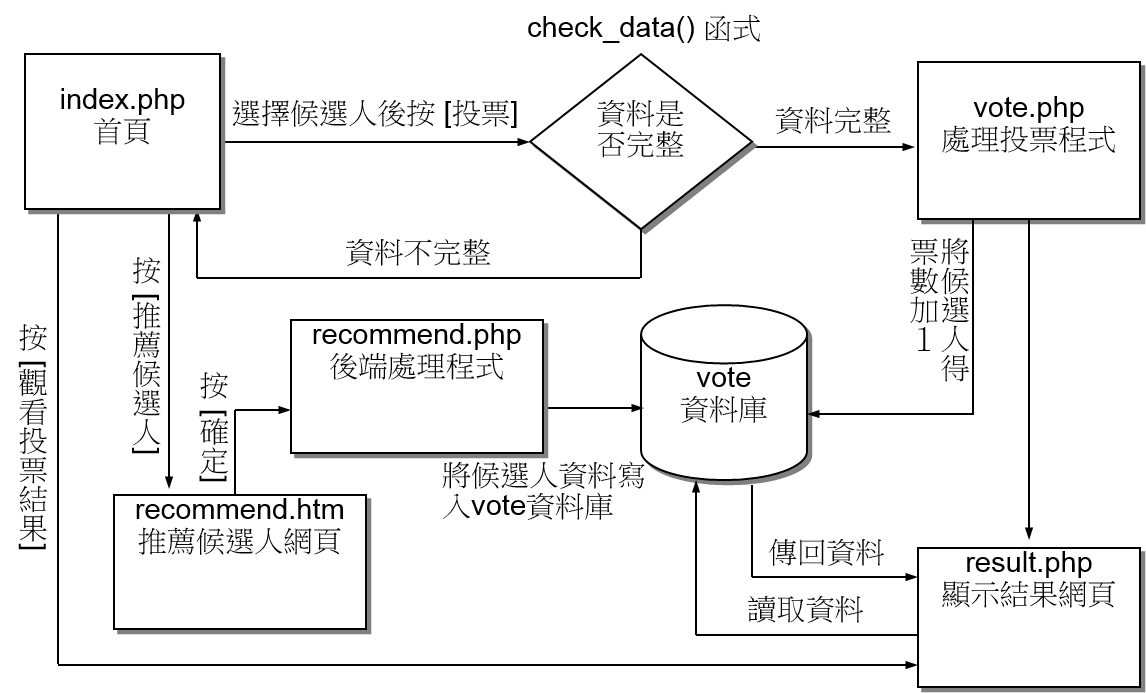 check_data() 函式
index.php
首頁
選擇候選人後按 [投票]
資料是
否完整
資料完整
vote.php
處理投票程式
資料不完整
將候選人得
票數加1
按 [推薦候選人]
按 [觀看投票結果]
recommend.php
後端處理程式
按 [確定]
vote
資料庫
將候選人資料寫
入vote資料庫
recommend.htm
推薦候選人網頁
傳回資料
讀取資料
result.php
顯示結果網頁